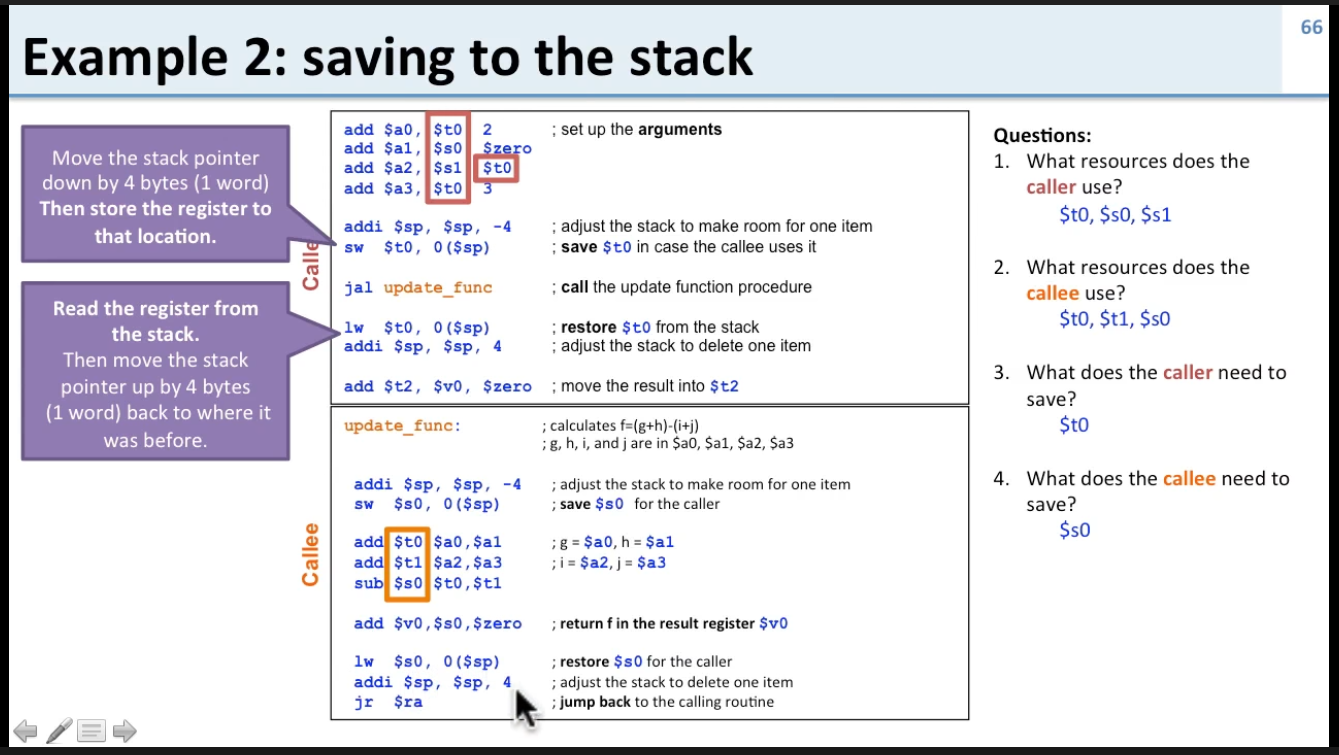 66
Example 2: saving to the stack
Move the stack pointer
down by 4 bytes (1 word)
Then store the register to
that location.
Read the register from
the stack.
Then move the stack
pointer up by 4 bytes
(1 word) back to where it
was before.
Calle
add $a0, $t0 2 ; set up the arguments
add $a1, $s0 $zero
add $a2, $s1 $t0
add $a3, $t0 3
addi $sp, $sp, -4 ; adjust the stack to make room for one item
sw $t0, 0($sp) ; save $t0 in case the callee uses it
jal update_func ; call the update function procedure
lw $t0, 0($sp) ; restore $t0 from the stack
addi $sp, $sp, 4 ; adjust the stack to delete one item
add $t2, $v0, $zero ; move the result into $t2
Callee
update_func: ; calculates f=(g+h)-(i+j)
; g, h, i, and j are in $a0, $a1, $a2, $a3
addi $sp, $sp, -4 ; adjust the stack to make room for one item
sw $s0, 0($sp) ; save $s0 for the caller
add $t0 $a0,$a1 ; g = $a0, h = $a1
add $t1 $a2,$a3 ; i = $a2, j = $a3
sub $s0 $t0,$t1
add $v0,$s0,$zero ; return f in the result register $v0
lw $s0, 0($sp) ; restore $s0 for the caller
addi $sp, $sp, 4 ; adjust the stack to delete one item
jr $ra ; jump back to the calling routine
Questions:
1. What resources does the
caller use?
$t0, $s0, $s1
2. What resources does the
callee use?
$t0, $t1, $s0
3. What does the caller need to
save?
$t0
4. What does the callee need to
save?
$s0